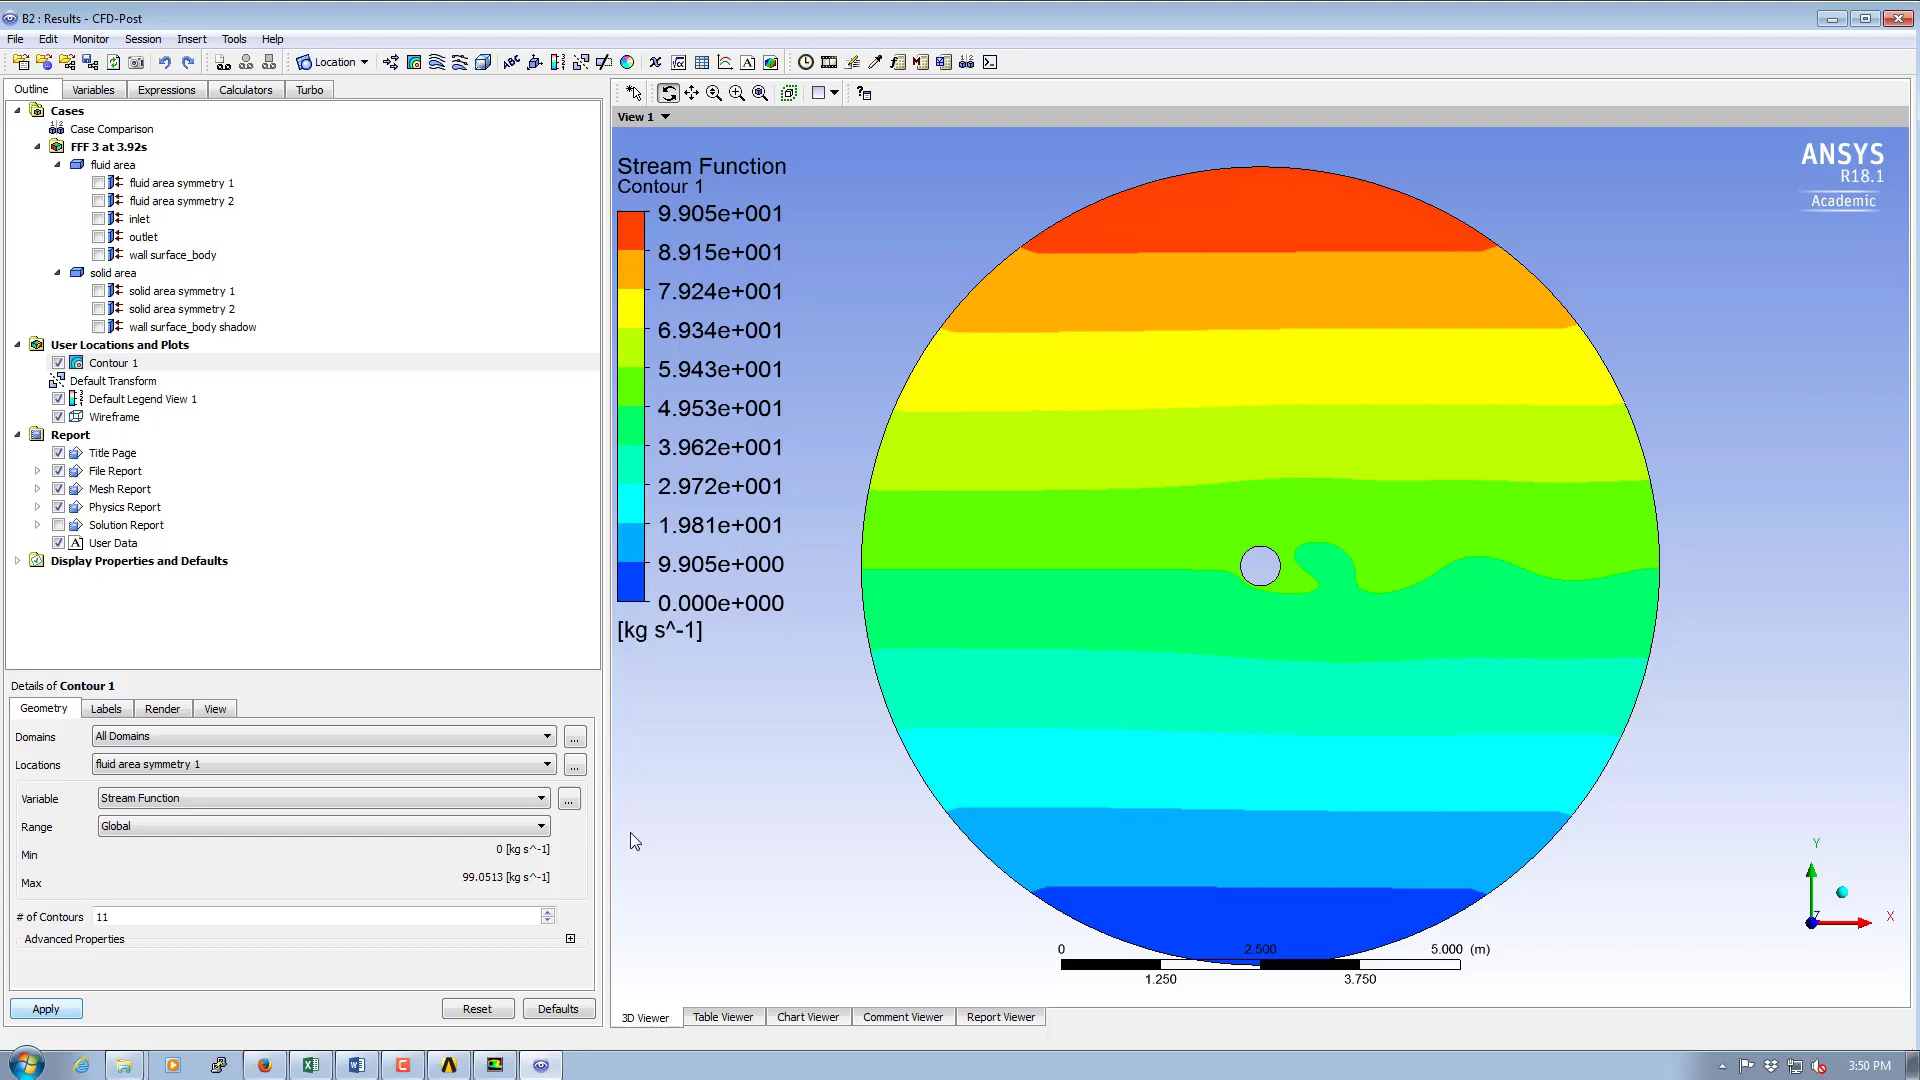 B2 : Results - CFD-Post
File Edit Monitor Session Insert Tools Help
Location
Outline Variables Expressions Calculators Turbo
Cases
Case Comparison
FFF 3 at 3.92s
fluid area
fluid area symmetry 1
fluid area symmetry 2
inlet
outlet
wall surface_body
solid area
solid area symmetry 1
solid area symmetry 2
wall surface_body shadow
User Locations and Plots
Contour 1
Default Transform
Default Legend View 1
Wireframe
Report
Title Page
File Report
Mesh Report
Physics Report
Solution Report
User Data
Display Properties and Defaults
Details of Contour 1
Geometry Labels Render View
Domains All Domains ...
Locations fluid area symmetry 1 ...
Variable Stream Function ...
Range Global
Min 0 [kg s^-1]
Max 99.0513 [kg s^-1]
# of Contours 11
Advanced Properties
Apply Reset Defaults
View 1
Stream Function
Contour 1
9.905e+001
8.915e+001
7.924e+001
6.934e+001
5.943e+001
4.953e+001
3.962e+001
2.972e+001
1.981e+001
9.905e+000
0.000e+000
[kg s^-1]
ANSYS
R18.1
Academic
Y
Z
X
0 2.500 5.000 (m)
1.250 3.750
3D Viewer Table Viewer Chart Viewer Comment Viewer Report Viewer
3:50 PM